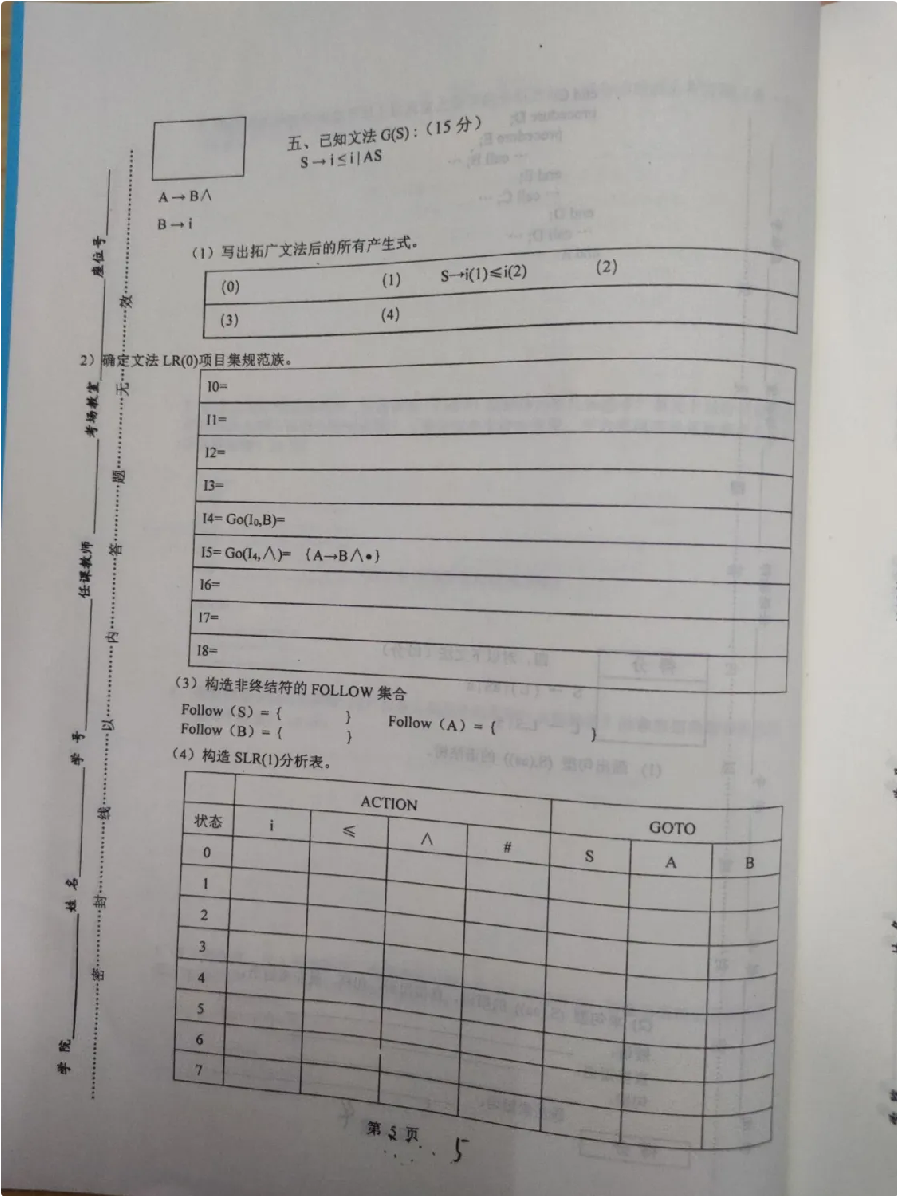 五、已知文法 G(S)：（15 分）
S→i≤i|AS
A→B∧
B→i
（1）写出拓广文法后的所有产生式。
(0) (1) S→i(1)≤i(2) (2)
(3) (4)
2）确定文法 LR(0)项目集规范族。
I0=
I1=
I2=
I3=
I4= Go(I₀,B)=
I5= Go(I₄,∧)= {A→B∧•}
I6=
I7=
I8=
（3）构造非终结符的 FOLLOW 集合
Follow（S）={ } Follow（A）={ }
Follow（B）={ }
（4）构造 SLR(1)分析表。
ACTION GOTO
状态 i ≤ ∧ # S A B
0
1
2
3
4
5
6
7
第 5 页
5
学院 姓名 学号 任课教师 考场教室 座位号
密 封 线 以 内 答 题 无 效